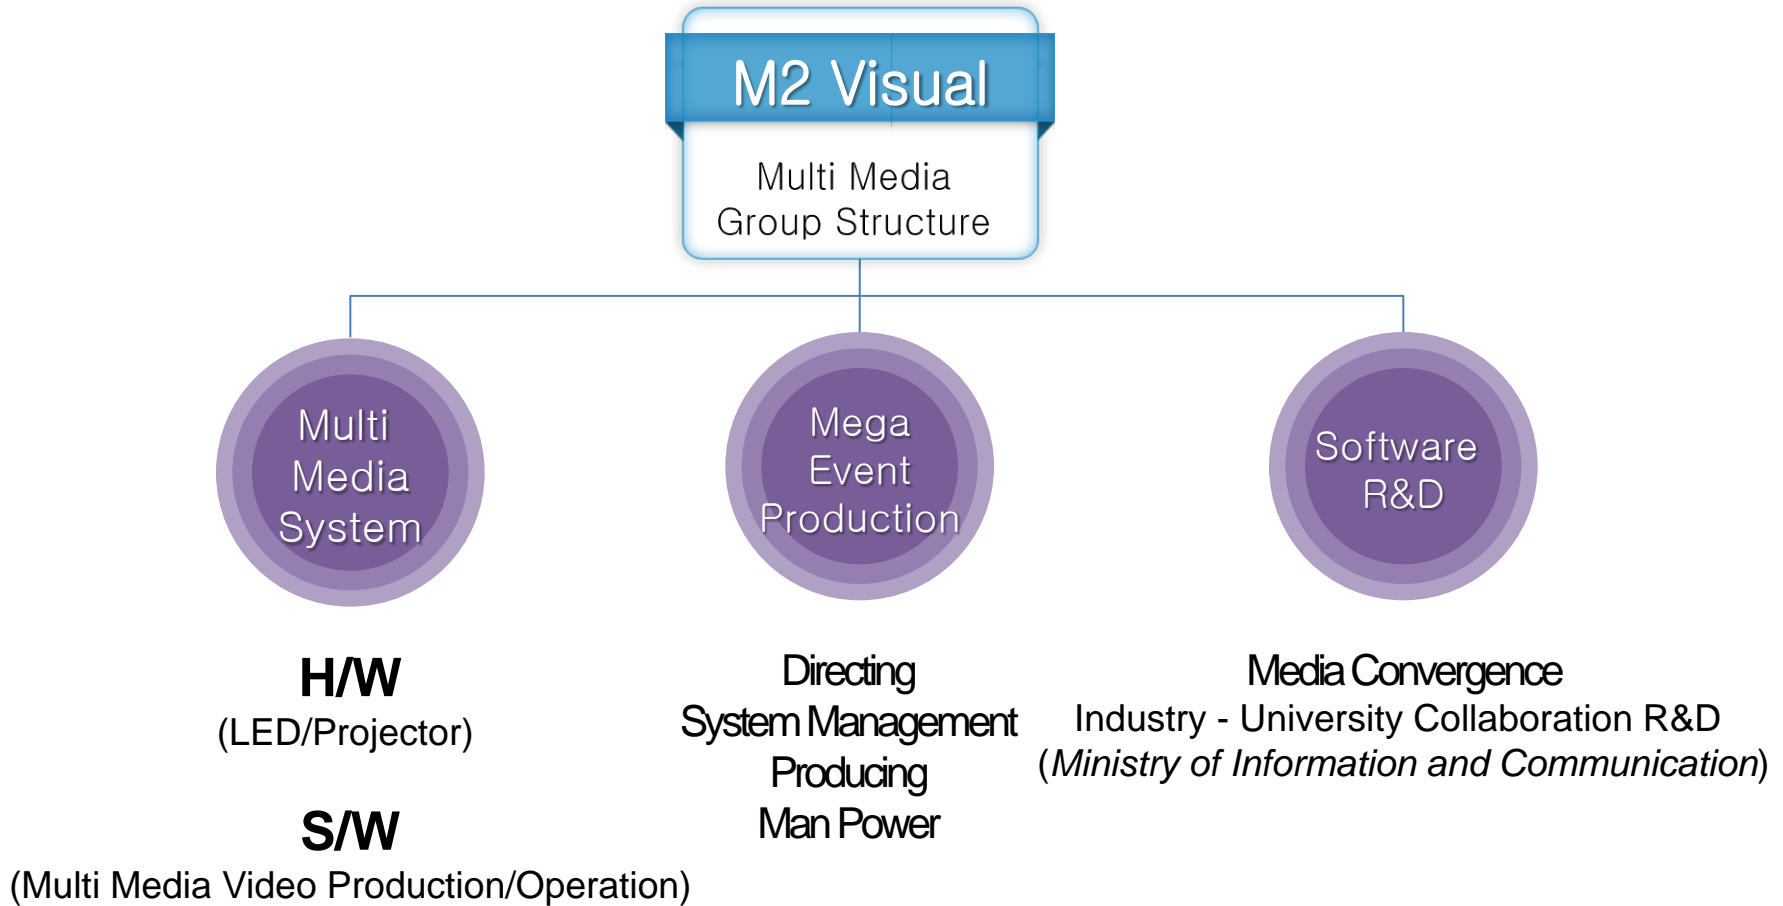 M2 Visual
Multi Media
Group Structure
Multi
Media
System
Mega
Event
Production
Software
R&D
H/W
(LED/Projector)
S/W
(Multi Media Video Production/Operation)
Directing
System Management
Producing
Man Power
Media Convergence
Industry - University Collaboration R&D
(Ministry of Information and Communication)